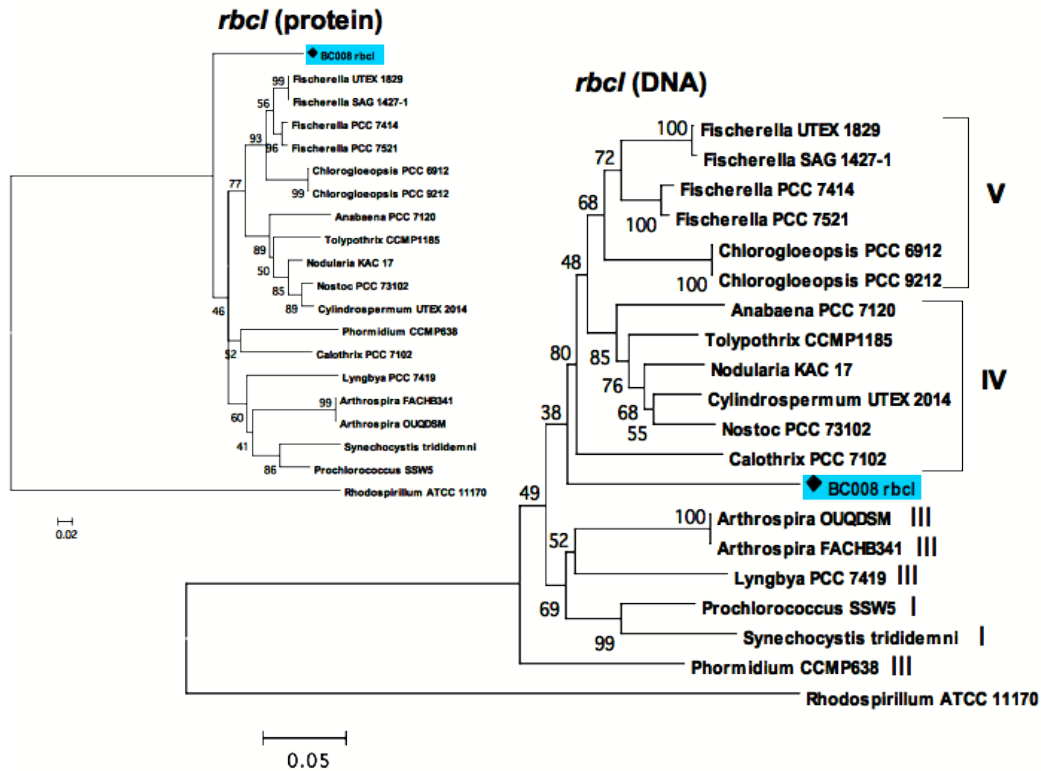 rbcl (protein)
BC008 rbcl
99
Fischerella UTEX 1829
56
Fischerella SAG 1427-1
Fischerella PCC 7414
93
96
Fischerella PCC 7521
Chlorogloeopsis PCC 6912
77
99
Chlorogloeopsis PCC 9212
Anabaena PCC 7120
Tolypothrix CCMP1185
89
Nodularia KAC 17
50
Nostoc PCC 73102
85
89
Cylindrospermum UTEX 2014
46
Phormidium CCMP638
52
Calothrix PCC 7102
Lyngbya PCC 7419
99
Arthrospira FACHB341
60
Arthrospira OUQDSM
41
Synechocystis trididemni
86
Prochlorococcus SSW5
Rhodospirillum ATCC 11170
0.02
rbcl (DNA)
100
Fischerella UTEX 1829
72
Fischerella SAG 1427-1
Fischerella PCC 7414
V
68
100
Fischerella PCC 7521
Chlorogloeopsis PCC 6912
48
100
Chlorogloeopsis PCC 9212
Anabaena PCC 7120
Tolypothrix CCMP1185
80
85
Nodularia KAC 17
IV
76
Cylindrospermum UTEX 2014
38
68
55
Nostoc PCC 73102
Calothrix PCC 7102
BC008 rbcl
49
100
Arthrospira OUQDSM III
52
Arthrospira FACHB341 III
Lyngbya PCC 7419 III
69
Prochlorococcus SSW5 I
99
Synechocystis trididemni I
Phormidium CCMP638 III
Rhodospirillum ATCC 11170
0.05